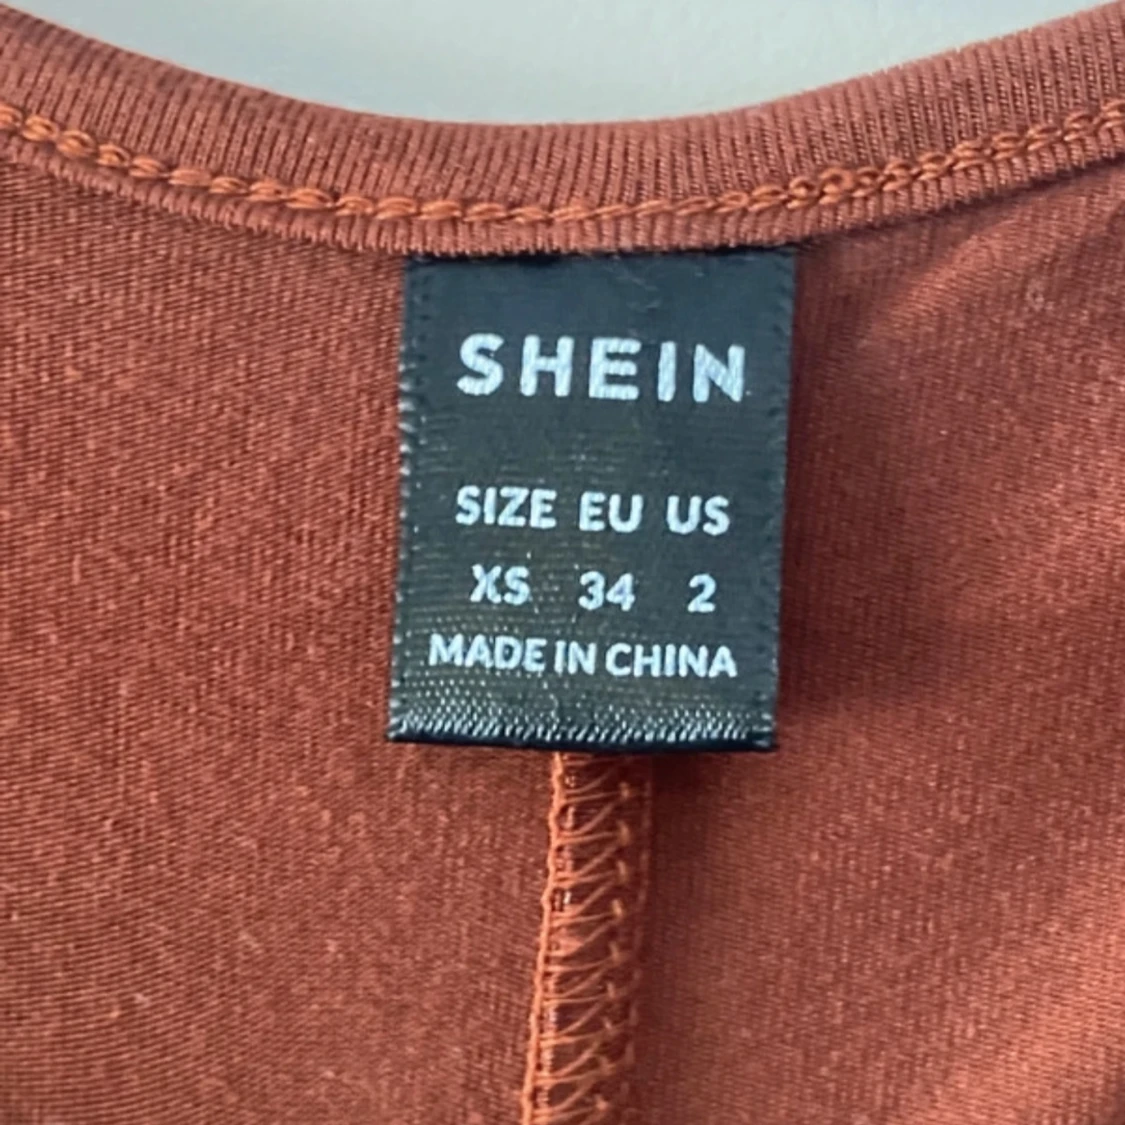 SHEIN
SIZE EU US
XS 34 2
MADE IN CHINA